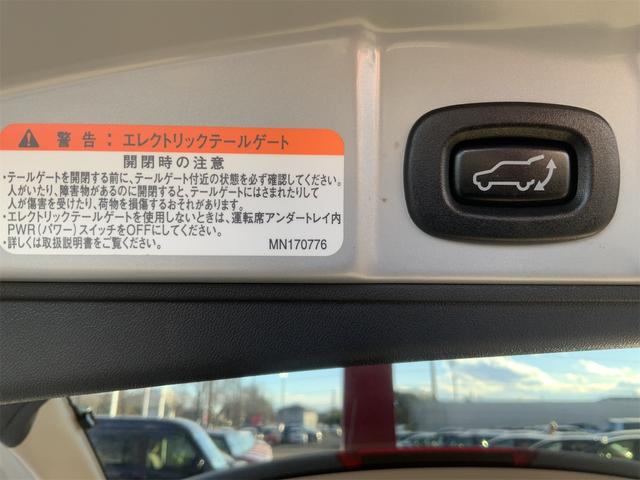 警告：エレクトリックテールゲート
開閉時の注意
・テールゲートを開閉する前に、テールゲート付近の状態を必ず確認してください。
人がいたり、障害物があるのに開閉すると、テールゲートにはさまれたりして
人が傷害を受けたり、荷物を損傷するおそれがあります。
・エレクトリックテールゲートを使用しないときは、運転席アンダートレイ内
PWR（パワー）スイッチをOFFにしてください。
・詳しくは取扱説明書をご覧ください。 MN170776